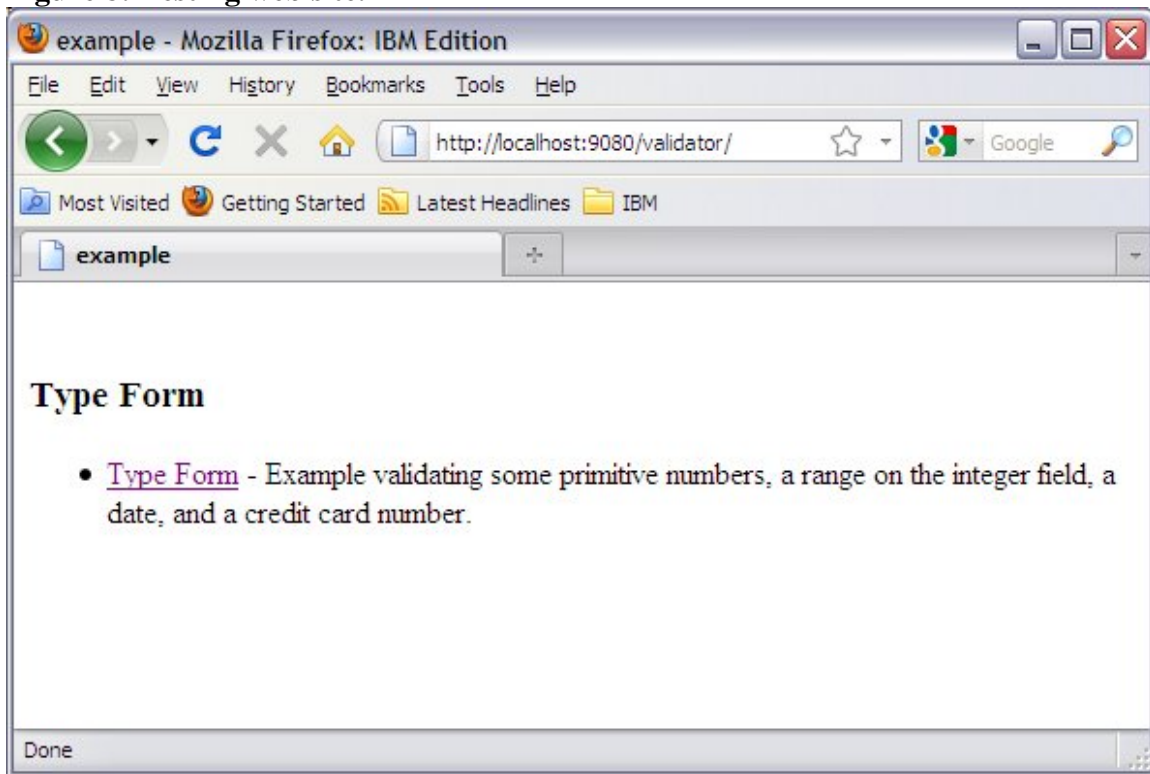 example - Mozilla Firefox: IBM Edition
File Edit View History Bookmarks Tools Help
http://localhost:9080/validator/ Google
Most Visited Getting Started Latest Headlines IBM
example
Type Form
• Type Form - Example validating some primitive numbers, a range on the integer field, a
date, and a credit card number.
Done